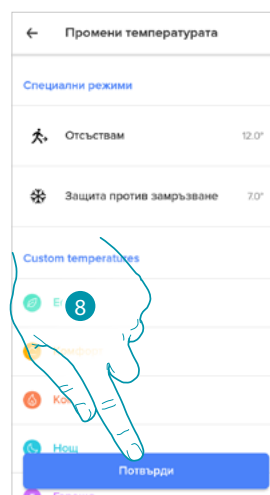 ← Промени температурата
Специални режими
Отсъствам 12.0°
Защита против замръзване 7.0°
Custom temperatures
8
Нощ
Потвърди